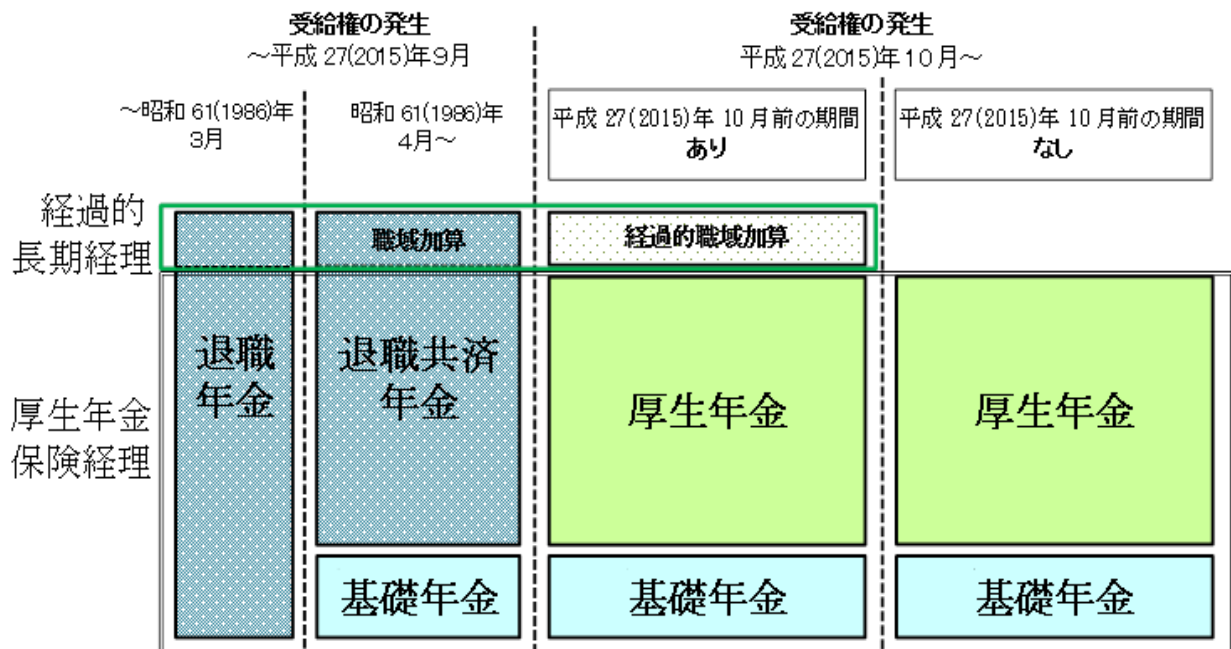 受給権の発生
～平成 27(2015)年9月
受給権の発生
平成 27(2015)年10月～
～昭和 61(1986)年
3月
昭和 61(1986)年
4月～
平成 27(2015)年 10月前の期間
あり
平成 27(2015)年 10月前の期間
なし
経過的
長期経理
職域加算
経過的職域加算
厚生年金
保険経理
退職
年金
退職共済
年金
厚生年金
厚生年金
基礎年金
基礎年金
基礎年金